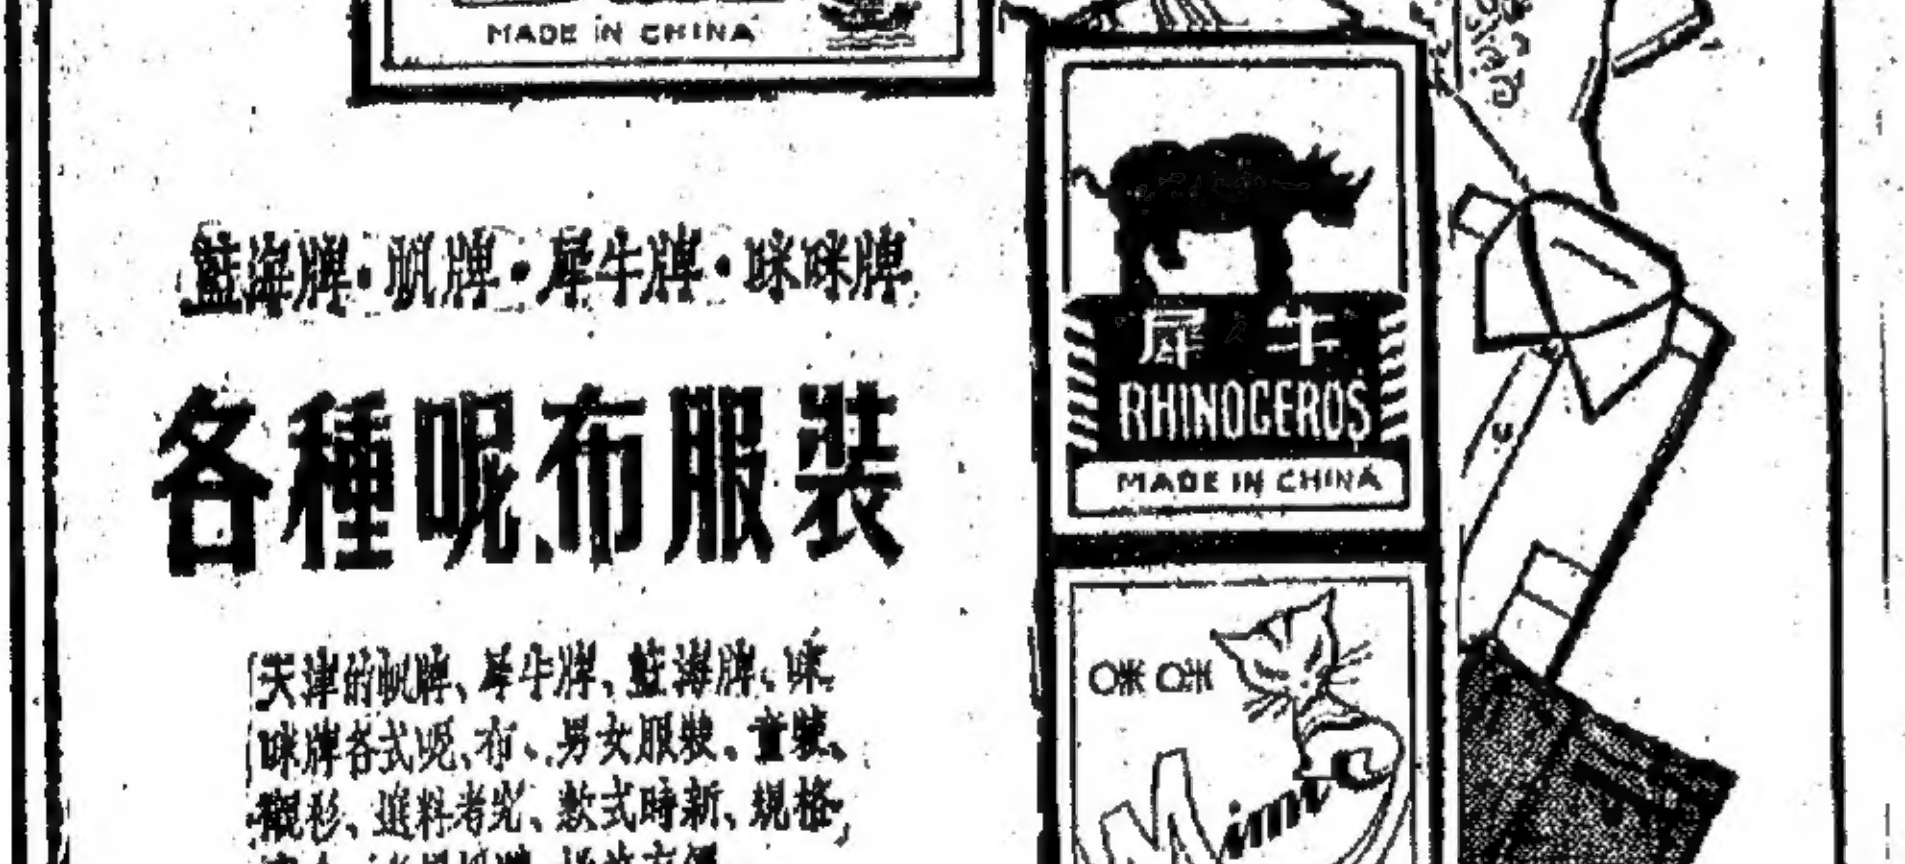 MADE IN CHINA
藍海牌·帆牌·犀牛牌·咪咪牌
各種呢布服裝
天津的帆牌、犀牛牌、藍海牌、咪
咪牌各式呢、布、男女服裝、童裝、
襯衫、選料考究、款式時新、規格
犀牛
RHINOCEROS
MADE IN CHINA
咪咪
Mimi